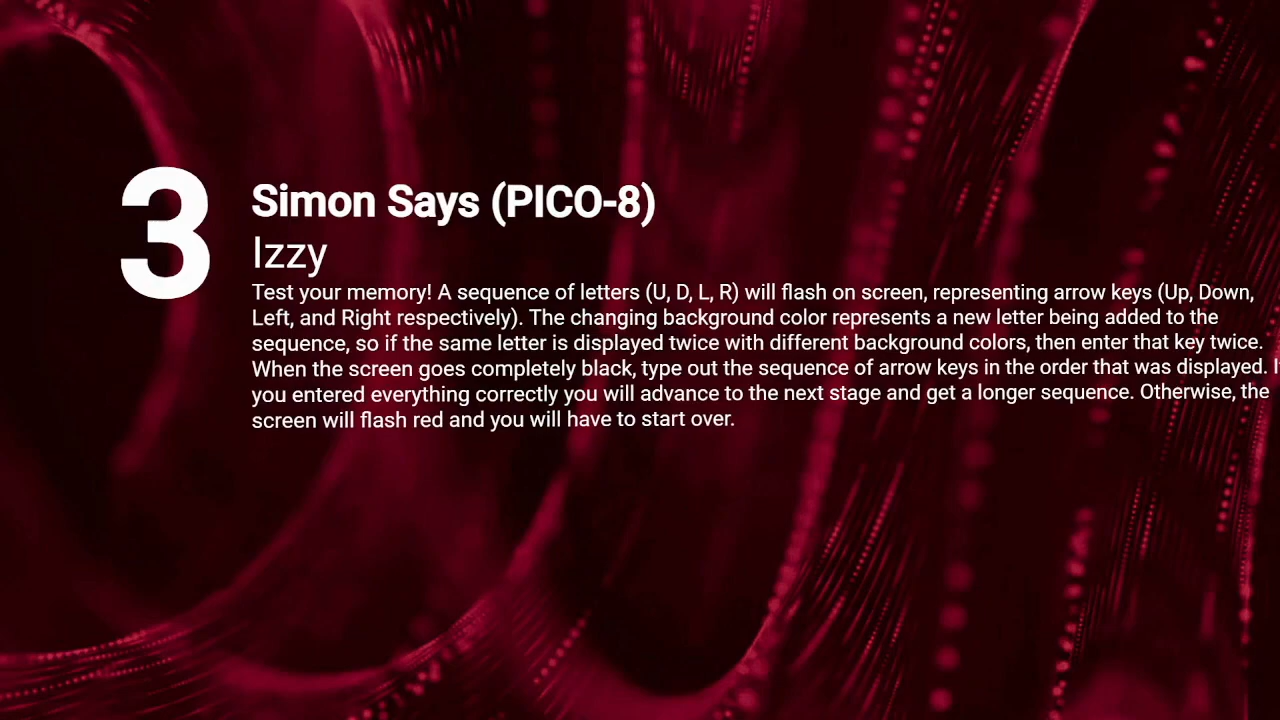 3
Simon Says (PICO-8)
Izzy
Test your memory! A sequence of letters (U, D, L, R) will flash on screen, representing arrow keys (Up, Down,
Left, and Right respectively). The changing background color represents a new letter being added to the
sequence, so if the same letter is displayed twice with different background colors, then enter that key twice.
When the screen goes completely black, type out the sequence of arrow keys in the order that was displayed.
you entered everything correctly you will advance to the next stage and get a longer sequence. Otherwise, the
screen will flash red and you will have to start over.